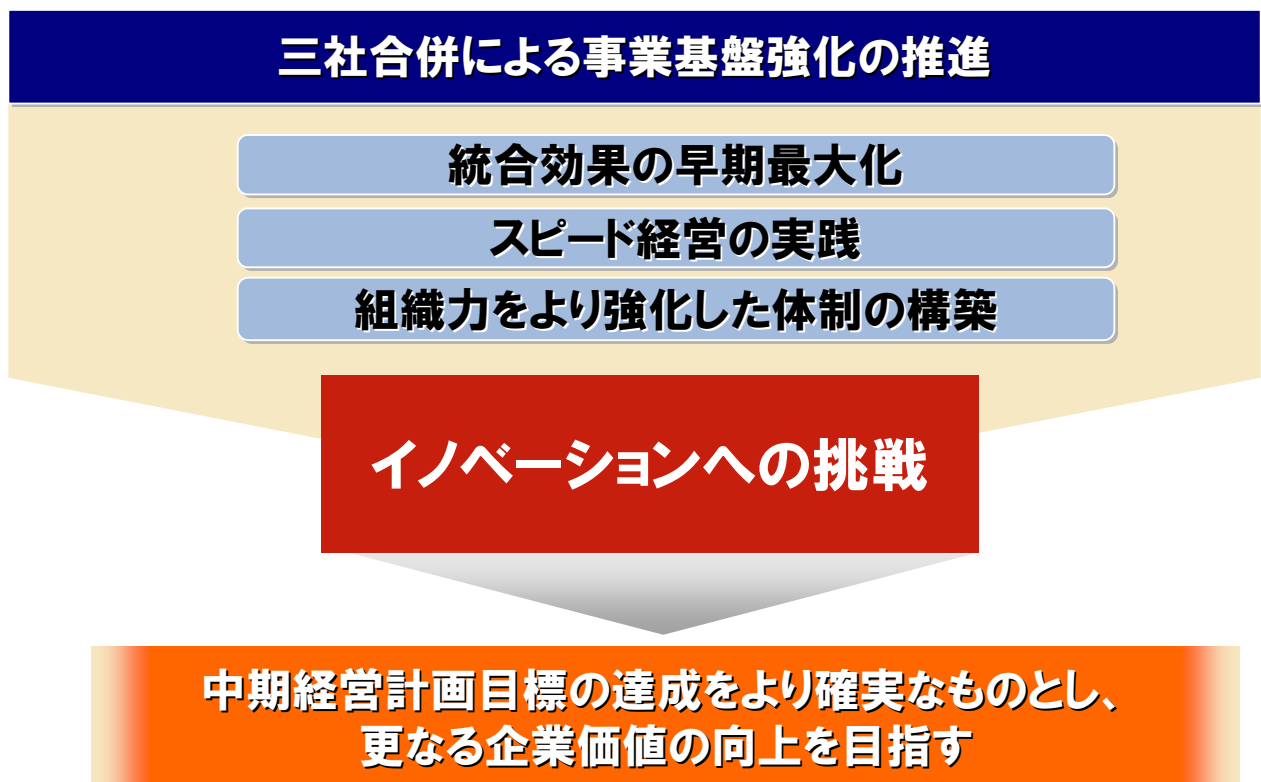 三社合併による事業基盤強化の推進
統合効果の早期最大化
スピード経営の実践
組織力をより強化した体制の構築
イノベーションへの挑戦
中期経営計画目標の達成をより確実なものとし、
更なる企業価値の向上を目指す